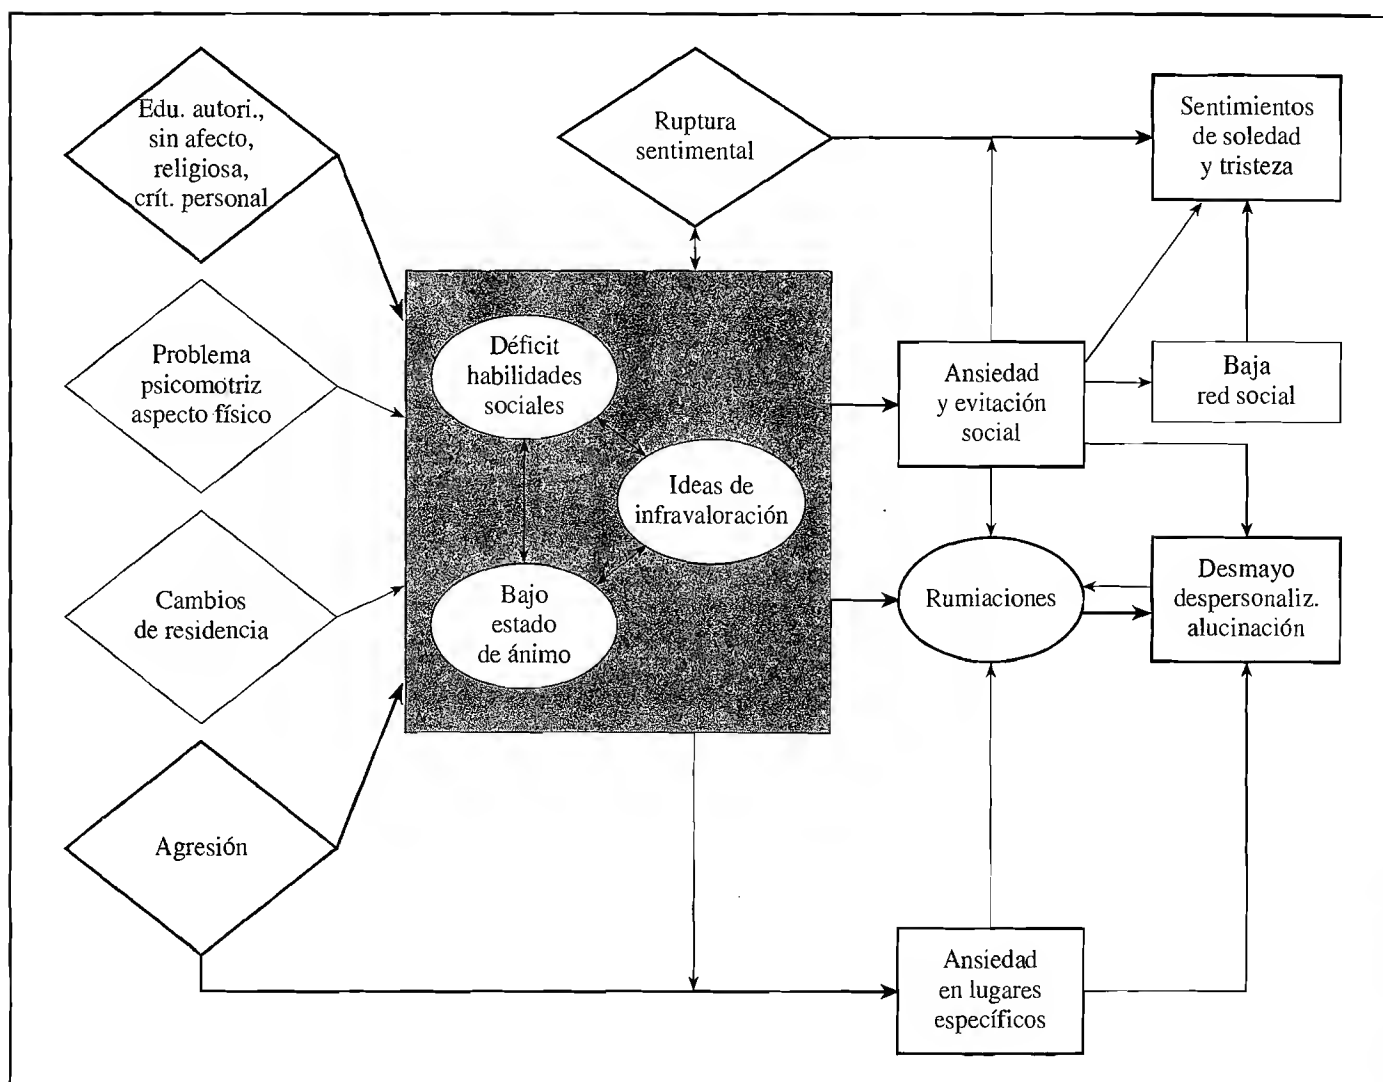 Edu. autori.,
sin afecto,
religiosa,
crít. personal
Ruptura
sentimental
Sentimientos
de soledad
y tristeza
Problema
psicomotriz
aspecto físico
Déficit
habilidades
sociales
Ansiedad
y evitación
social
Baja
red social
Ideas de
infravaloración
Cambios
de residencia
Bajo
estado
de ánimo
Rumiaciones
Desmayo
despersonaliz.
alucinación
Agresión
Ansiedad
en lugares
específicos